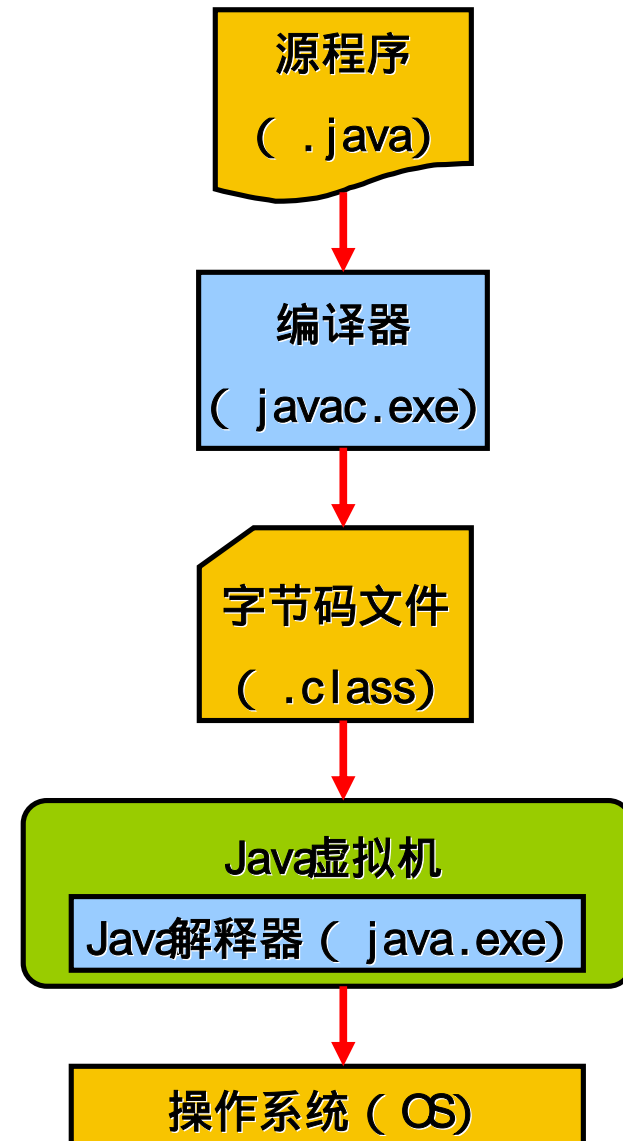 源程序
( .java)
编译器
( javac.exe)
字节码文件
( .class)
Java虚拟机
Java解释器 ( java.exe)
操作系统 ( OS)